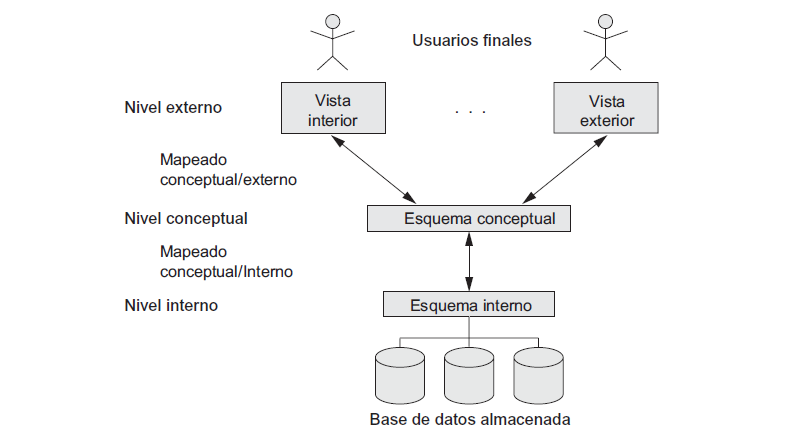 Usuarios finales
Nivel externo
Vista
interior
. . .
Vista
exterior
Mapeado
conceptual/externo
Nivel conceptual
Esquema conceptual
Mapeado
conceptual/Interno
Nivel interno
Esquema interno
Base de datos almacenada